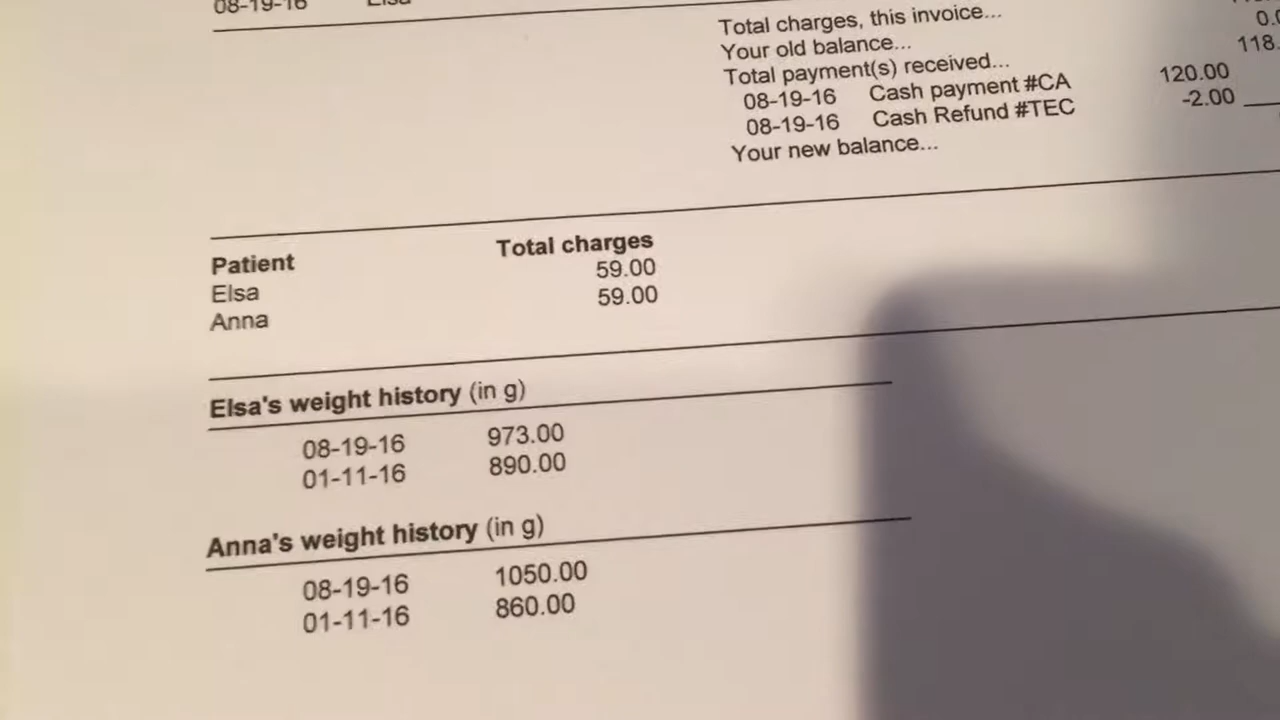 08-19-16 Elsa
Total charges, this invoice...
Your old balance... 0.0
Total payment(s) received... 118.
08-19-16 Cash payment #CA 120.00
08-19-16 Cash Refund #TEC -2.00
Your new balance...
Patient Total charges
Elsa 59.00
Anna 59.00
Elsa's weight history (in g)
08-19-16 973.00
01-11-16 890.00
Anna's weight history (in g)
08-19-16 1050.00
01-11-16 860.00